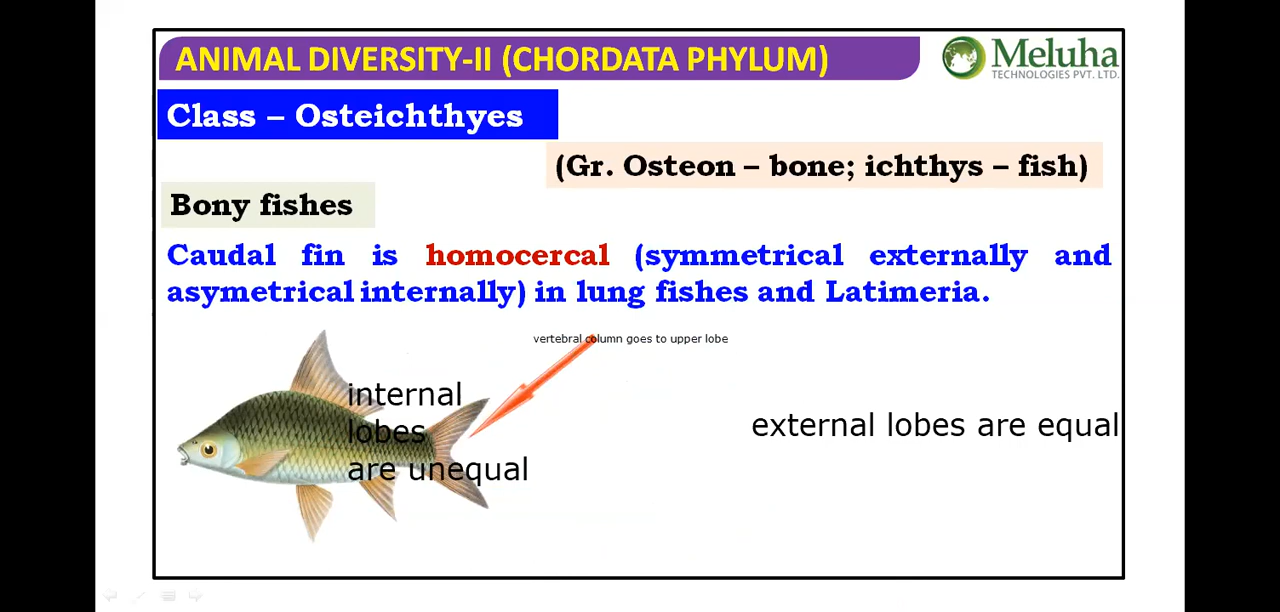 ANIMAL DIVERSITY-II (CHORDATA PHYLUM)
Meluha
TECHNOLOGIES PVT. LTD.
Class – Osteichthyes
(Gr. Osteon – bone; ichthys – fish)
Bony fishes
Caudal fin is homocercal (symmetrical externally and
asymetrical internally) in lung fishes and Latimeria.
vertebral column goes to upper lobe
internal
lobes
are unequal
external lobes are equal